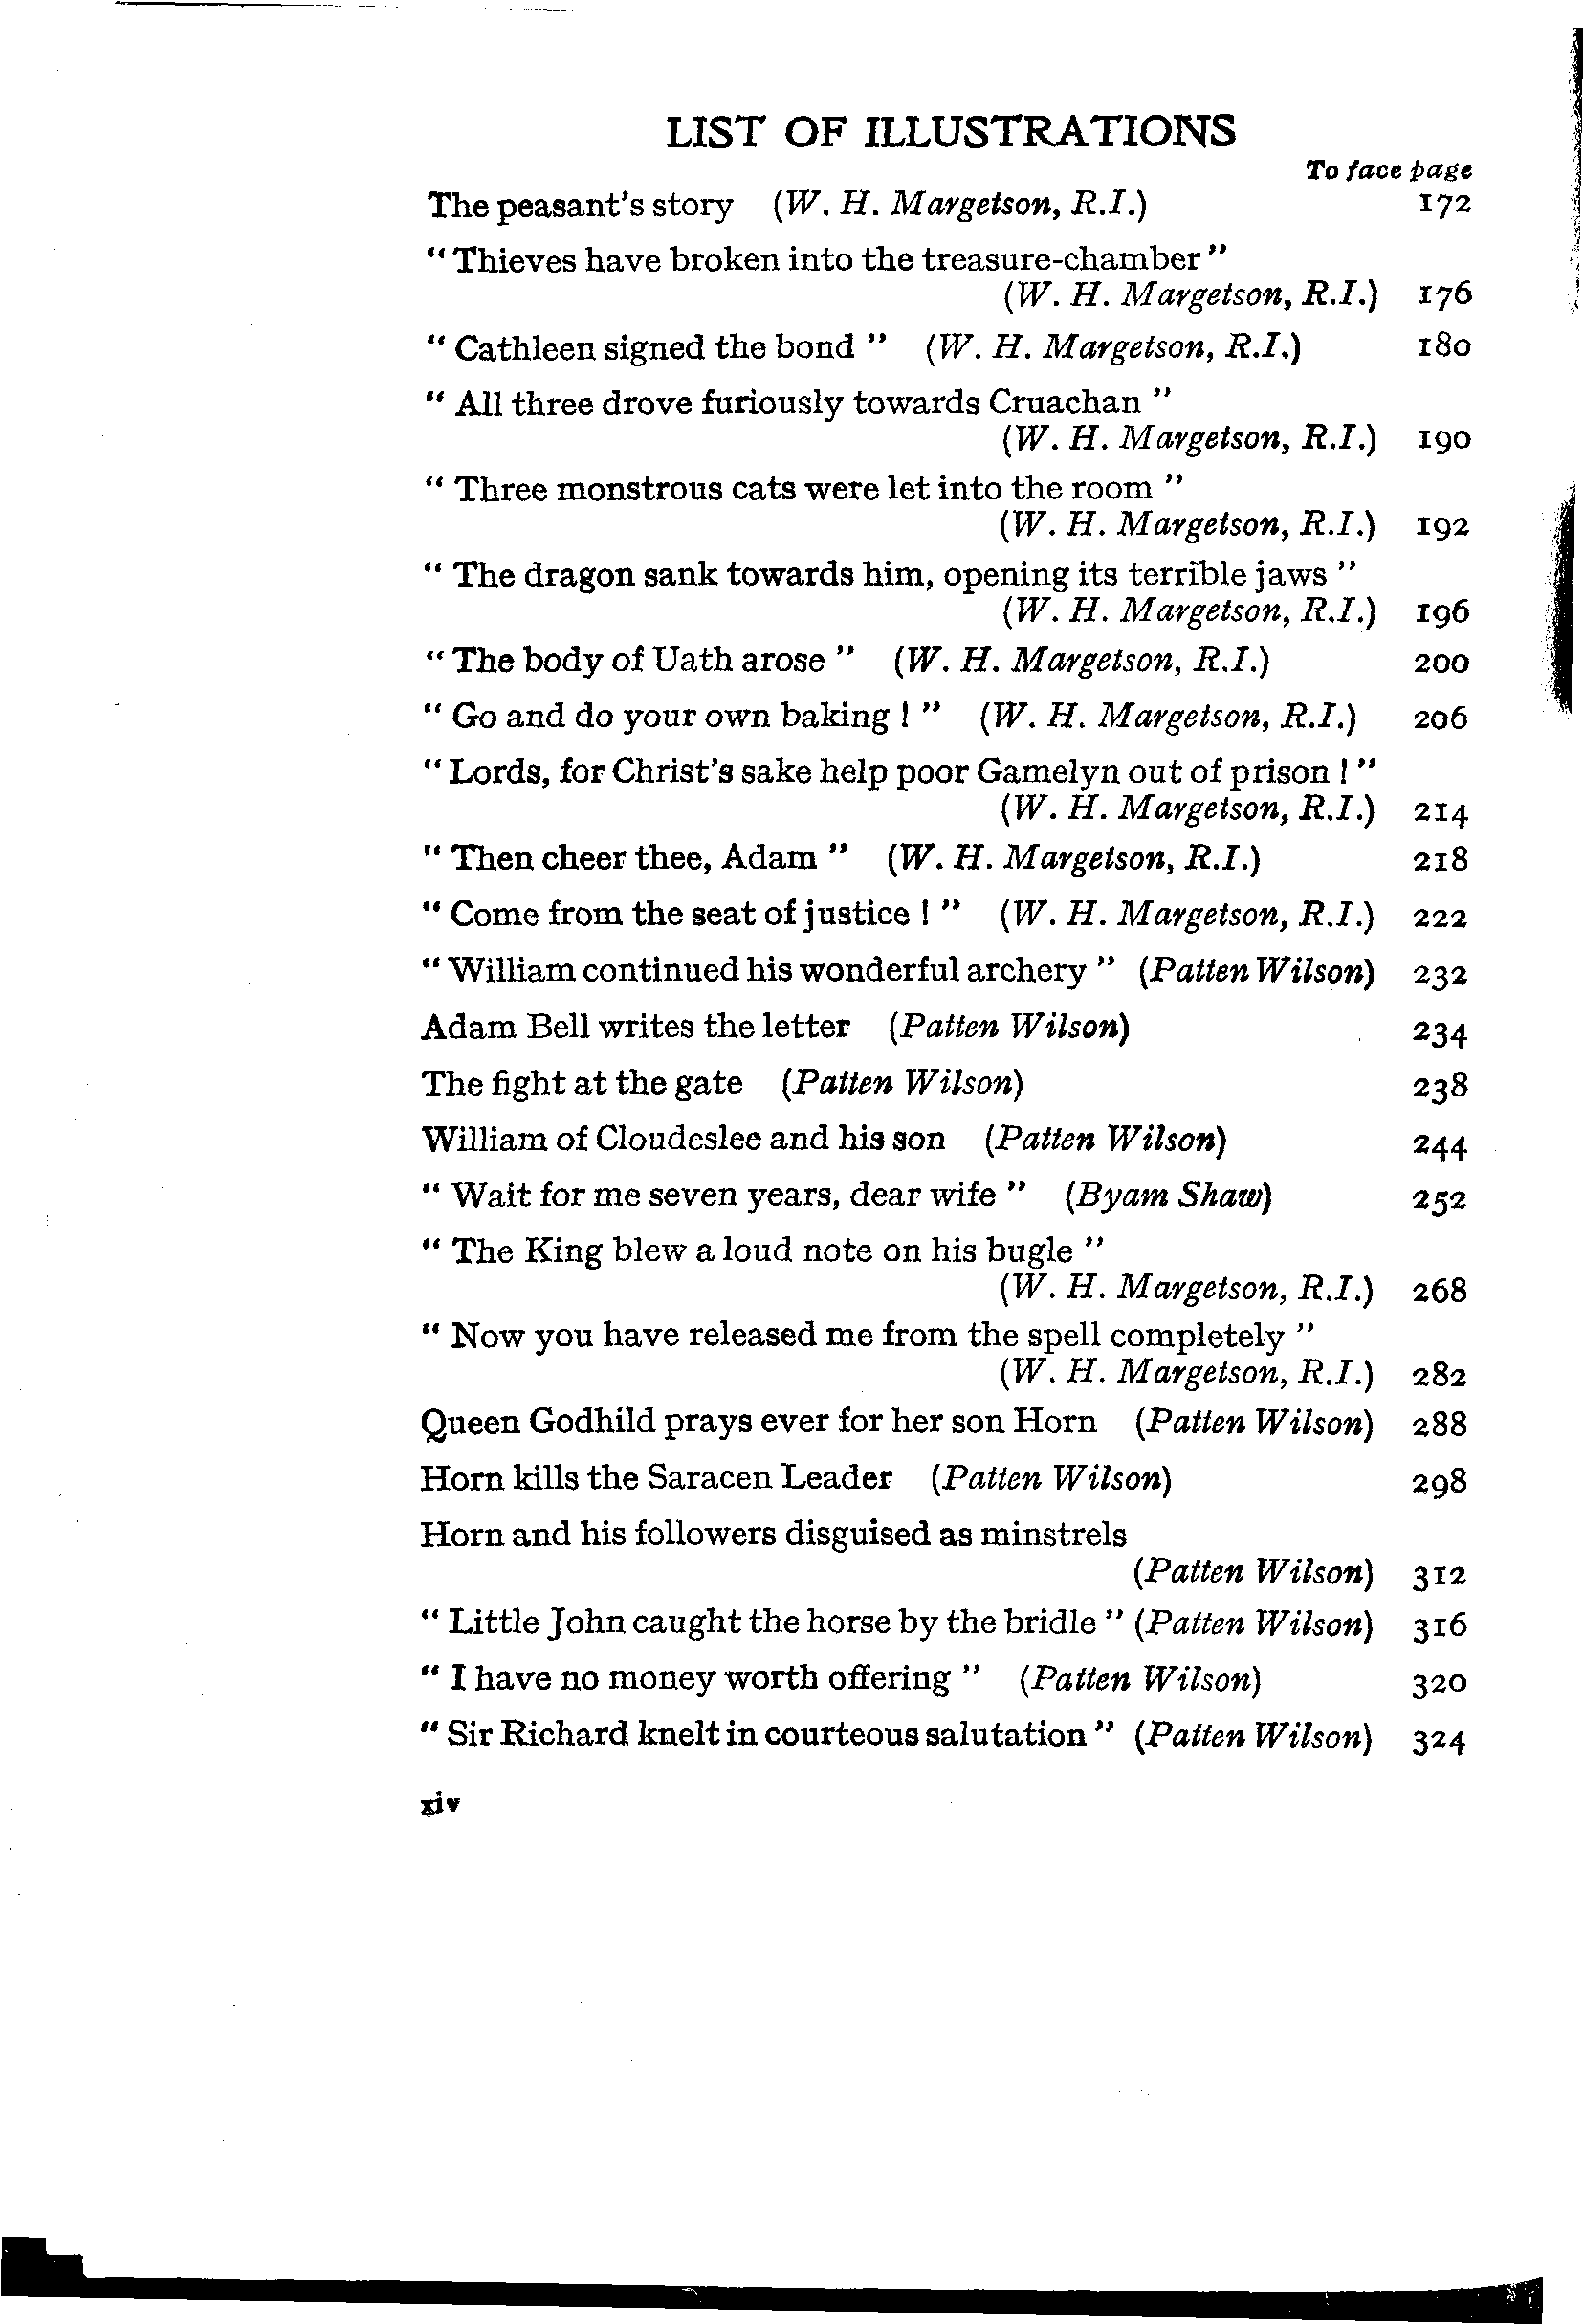 LIST OF ILLUSTRATIONS
To face page
The peasant's story (W. H. Margetson, R.I.) 172
" Thieves have broken into the treasure-chamber "
(W. H. Margetson, R.I.) 176
" Cathleen signed the bond " (W. H. Margetson, R.I.) 180
" All three drove furiously towards Cruachan "
(W. H. Margetson, R.I.) 190
" Three monstrous cats were let into the room "
(W. H. Margetson, R.I.) 192
" The dragon sank towards him, opening its terrible jaws "
(W. H. Margetson, R.I.) 196
" The body of Uath arose " (W. H. Margetson, R.I.) 200
" Go and do your own baking ! " (W. H. Margetson, R.I.) 206
" Lords, for Christ's sake help poor Gamelyn out of prison ! "
(W. H. Margetson, R.I.) 214
" Then cheer thee, Adam " (W. H. Margetson, R.I.) 218
" Come from the seat of justice ! " (W. H. Margetson, R.I.) 222
" William continued his wonderful archery " (Patten Wilson) 232
Adam Bell writes the letter (Patten Wilson) 234
The fight at the gate (Patten Wilson) 238
William of Cloudeslee and his son (Patten Wilson) 244
" Wait for me seven years, dear wife " (Byam Shaw) 252
" The King blew a loud note on his bugle "
(W. H. Margetson, R.I.) 268
" Now you have released me from the spell completely "
(W. H. Margetson, R.I.) 282
Queen Godhild prays ever for her son Horn (Patten Wilson) 288
Horn kills the Saracen Leader (Patten Wilson) 298
Horn and his followers disguised as minstrels
(Patten Wilson) 312
" Little John caught the horse by the bridle " (Patten Wilson) 316
" I have no money worth offering " (Patten Wilson) 320
" Sir Richard knelt in courteous salutation " (Patten Wilson) 324
xiv